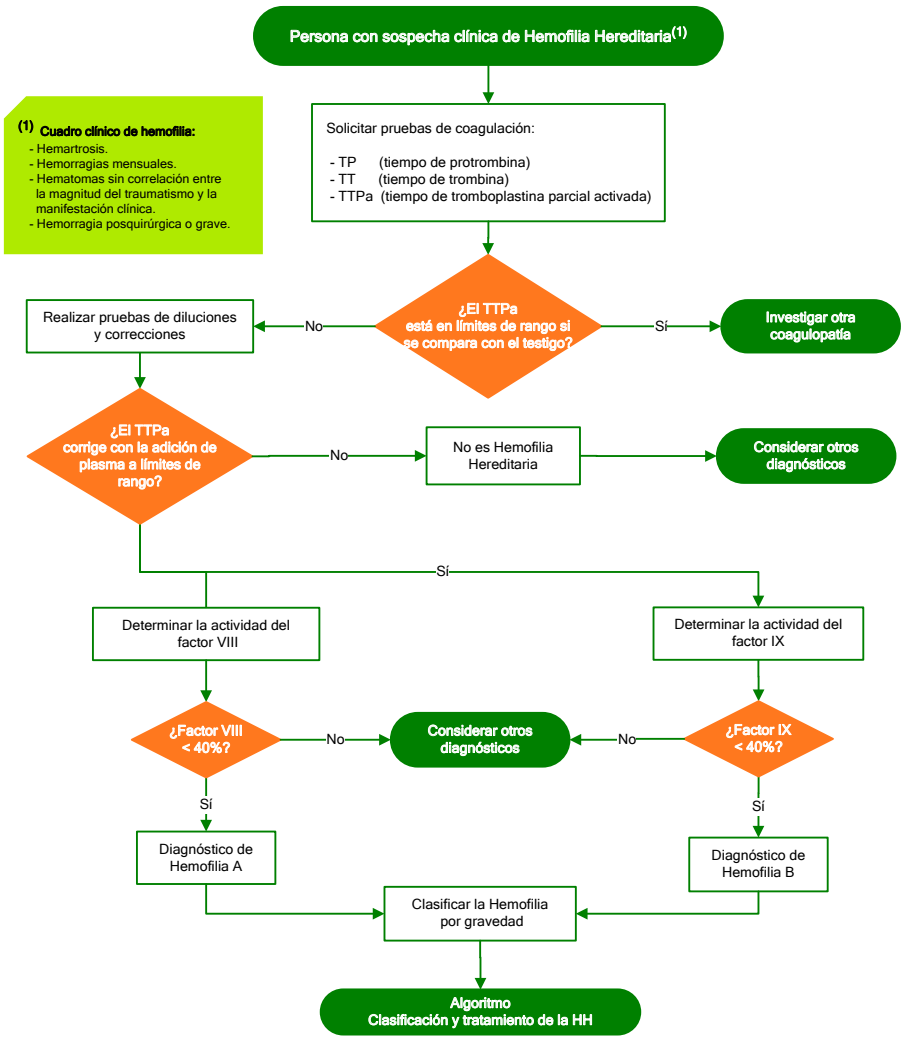 Persona con sospecha clínica de Hemofilia Hereditaria(1)
(1) Cuadro clínico de hemofilia:
- Hemartrosis.
- Hemorragias mensuales.
- Hematomas sin correlación entre
la magnitud del traumatismo y la
manifestación clínica.
- Hemorragia posquirúrgica o grave.
Solicitar pruebas de coagulación:
- TP (tiempo de protrombina)
- TT (tiempo de trombina)
- TTPa (tiempo de tromboplastina parcial activada)
¿El TTPa
está en límites de rango si
se compara con el testigo?
No
Sí
Realizar pruebas de diluciones
y correcciones
Investigar otra
coagulopatía
¿El TTPa
corrige con la adición de
plasma a límites de
rango?
No
No es Hemofilia
Hereditaria
Considerar otros
diagnósticos
Sí
Determinar la actividad del
factor VIII
Determinar la actividad del
factor IX
¿Factor VIII
< 40%?
No
Considerar otros
diagnósticos
No
¿Factor IX
< 40%?
Sí
Sí
Diagnóstico de
Hemofilia A
Diagnóstico de
Hemofilia B
Clasificar la Hemofilia
por gravedad
Algoritmo
Clasificación y tratamiento de la HH